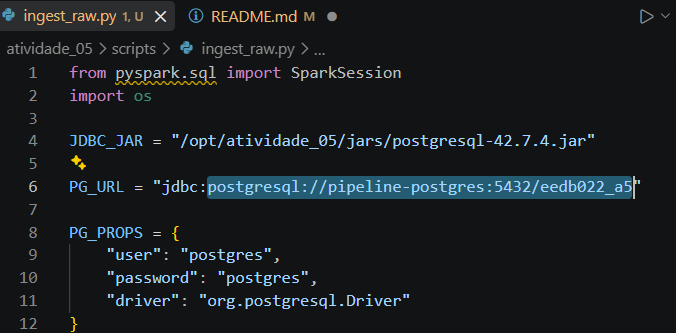 ingest_raw.py 1, U X README.md M
atividade_05 > scripts > ingest_raw.py > ...
1 from pyspark.sql import SparkSession
2 import os
3
4 JDBC_JAR = "/opt/atividade_05/jars/postgresql-42.7.4.jar"
5
6 PG_URL = "jdbc:postgresql://pipeline-postgres:5432/eedb022_a5"
7
8 PG_PROPS = {
9 "user": "postgres",
10 "password": "postgres",
11 "driver": "org.postgresql.Driver"
12 }